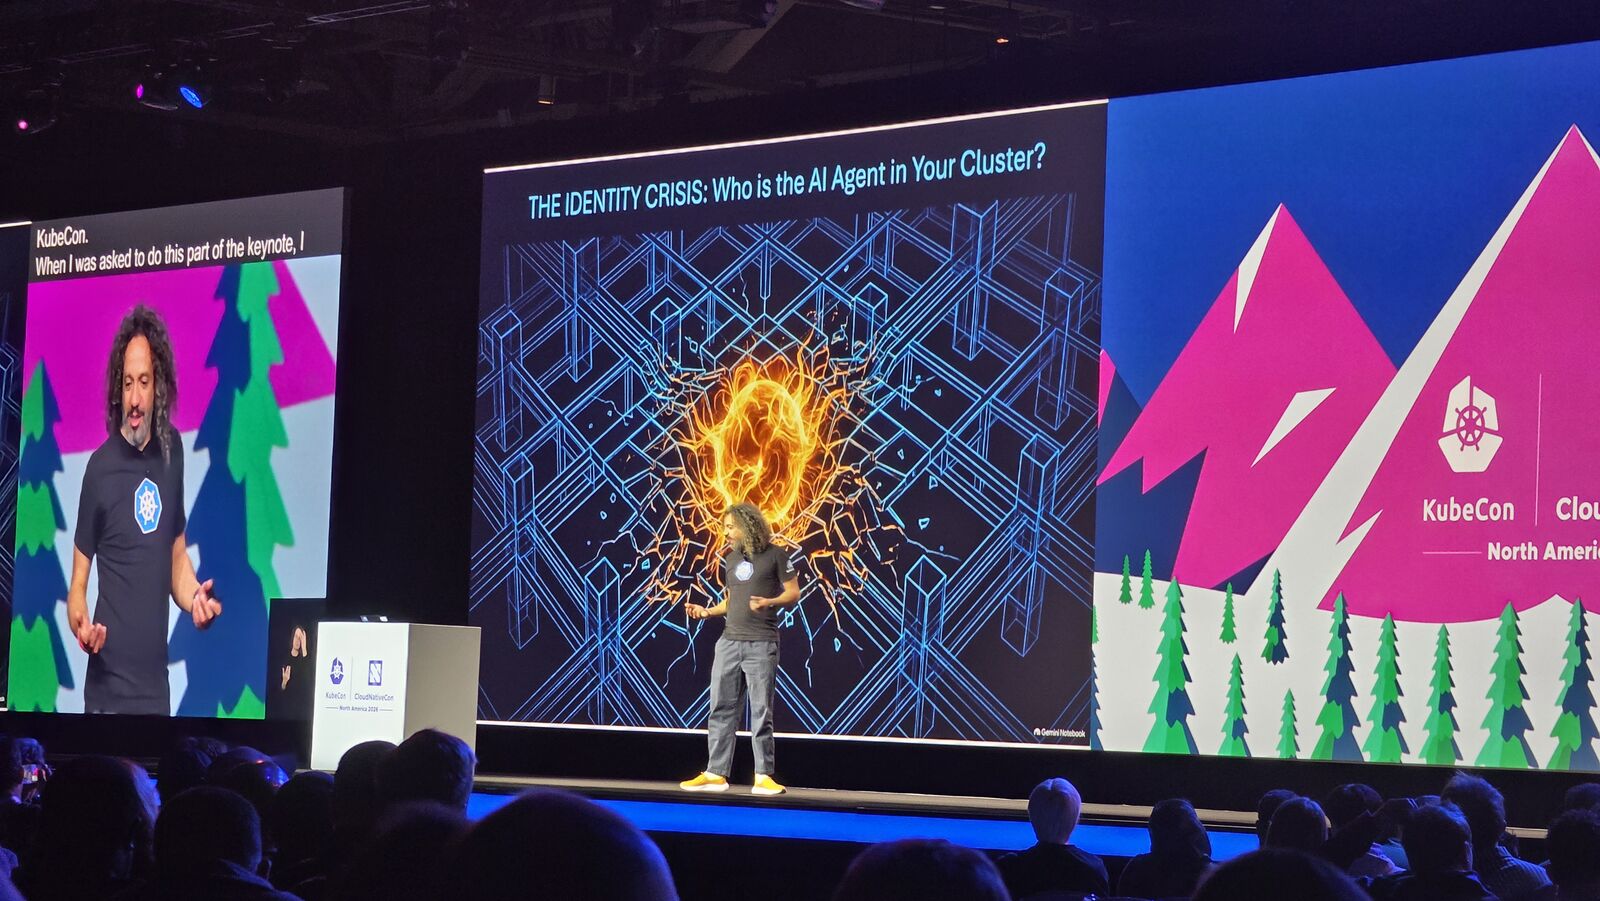 KubeCon.
When I was asked to do this part of the keynote, I
THE IDENTITY CRISIS: Who is the AI Agent in Your Cluster?
Gemini Notebook
KubeCon
CloudNativeCon
North America 2026
KubeCon
Clou
North Americ